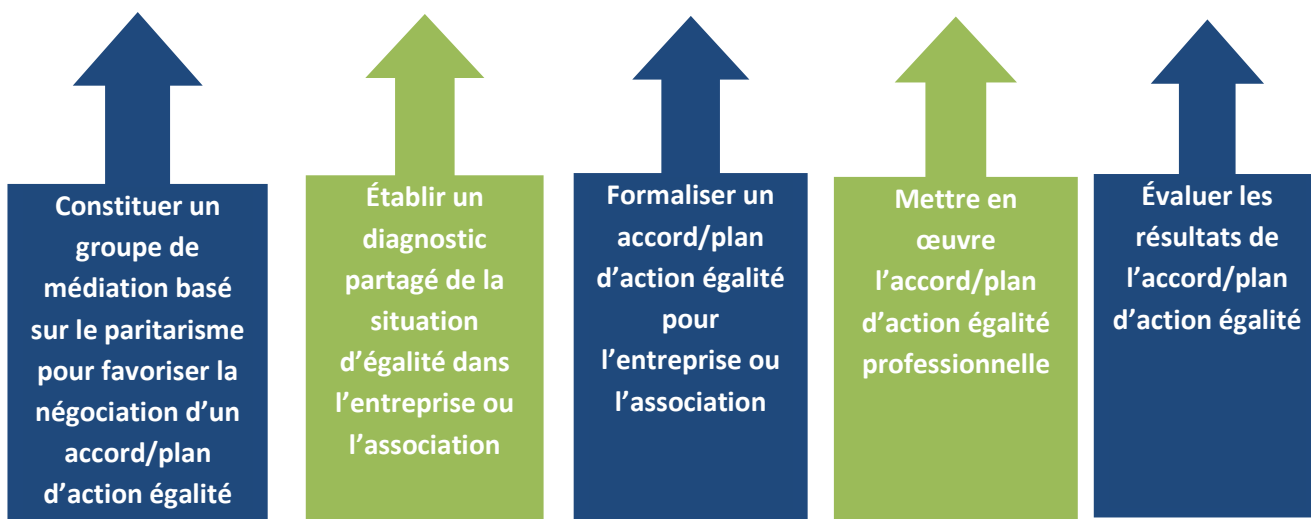 Constituer un
groupe de
médiation basé
sur le paritarisme
pour favoriser la
négociation d’un
accord/plan
d’action égalité
Établir un
diagnostic
partagé de la
situation
d’égalité dans
l’entreprise ou
l’association
Formaliser un
accord/plan
d’action égalité
pour
l’entreprise ou
l’association
Mettre en
œuvre
l’accord/plan
d’action égalité
professionnelle
Évaluer les
résultats de
l’accord/plan
d’action égalité